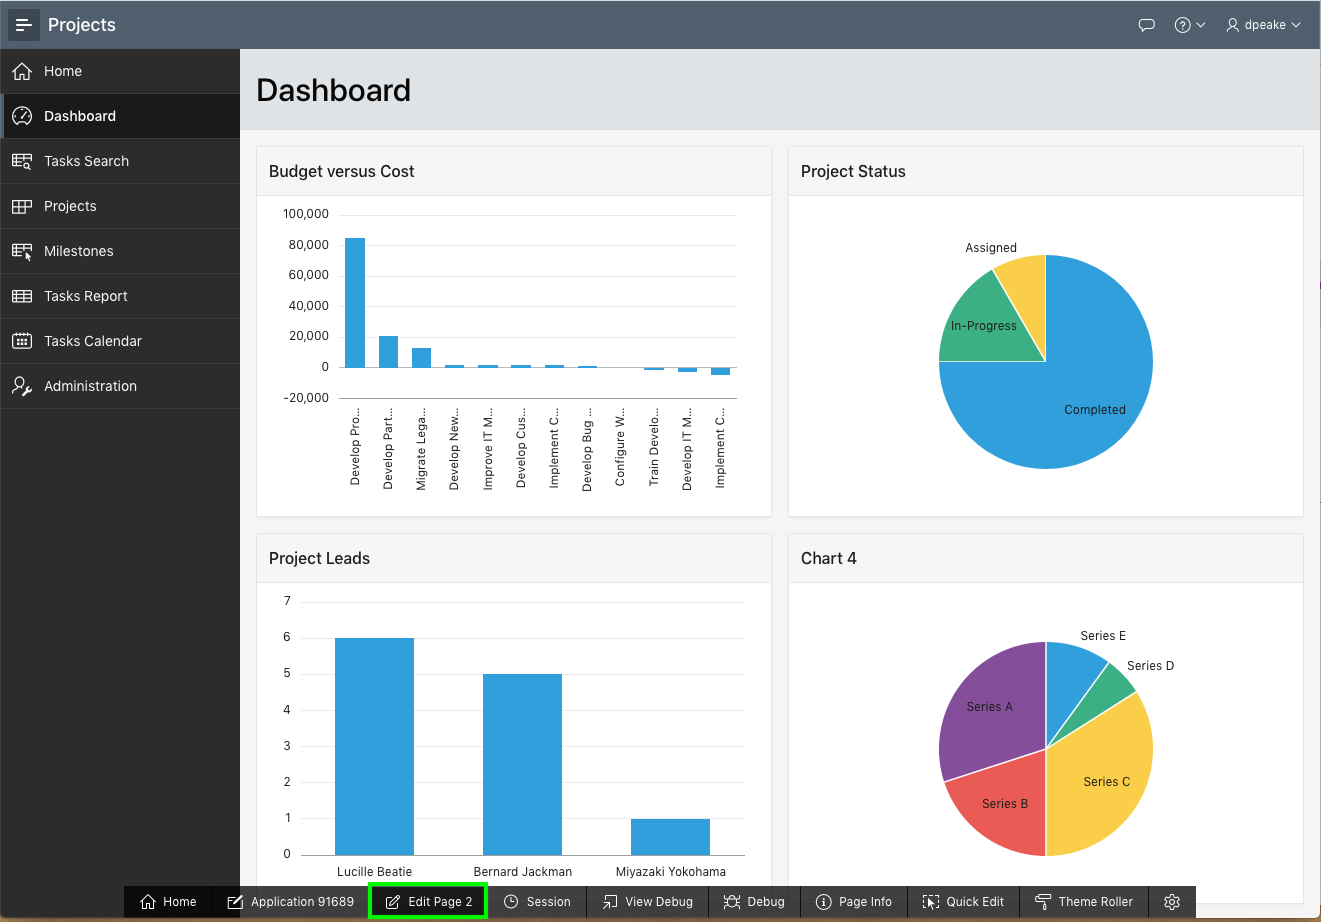 Projects
dpeake
Home
Dashboard
Tasks Search
Projects
Milestones
Tasks Report
Tasks Calendar
Administration
Dashboard
Budget versus Cost
100,000
80,000
60,000
40,000
20,000
0
-20,000
Develop Pro...
Develop Part...
Migrate Lega...
Develop New...
Improve IT M...
Develop Cus...
Implement C...
Develop Bug ...
Configure W...
Train Develo...
Develop IT M...
Implement C...
Project Status
Assigned
In-Progress
Completed
Project Leads
7
6
5
4
3
2
1
0
Lucille Beatie
Bernard Jackman
Miyazaki Yokohama
Chart 4
Series E
Series D
Series A
Series C
Series B
Home
Application 91689
Edit Page 2
Session
View Debug
Debug
Page Info
Quick Edit
Theme Roller